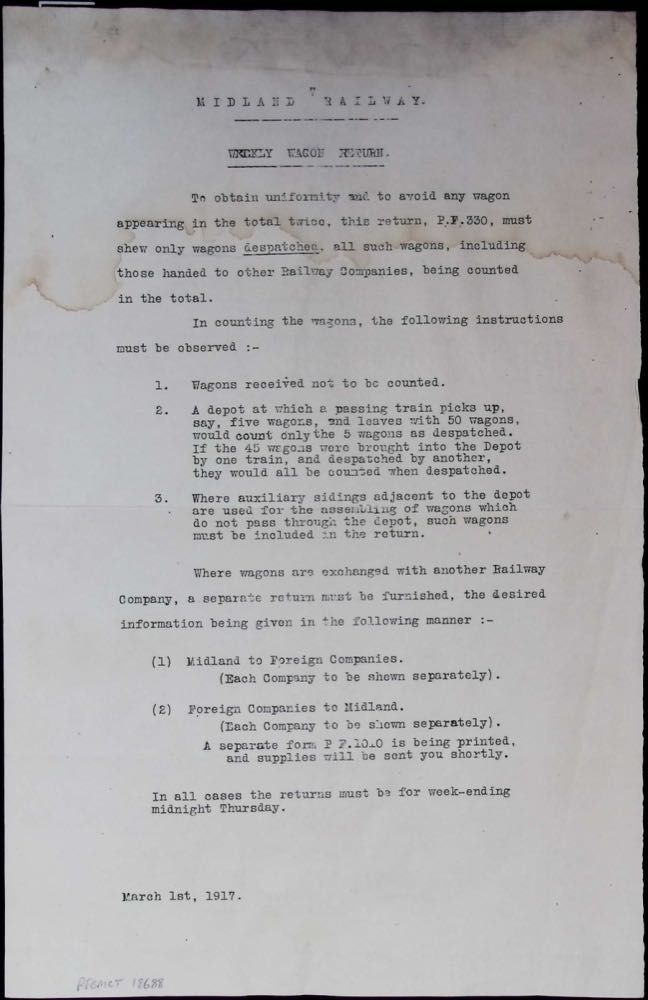 MIDLAND RAILWAY.
WEEKLY WAGON RETURN.
To obtain uniformity and to avoid any wagon
appearing in the total twice, this return, P.F.330, must
shew only wagons despatched, all such wagons, including
those handed to other Railway Companies, being counted
in the total.
In counting the wagons, the following instructions
must be observed :-
1. Wagons received not to be counted.
2. A depot at which a passing train picks up,
say, five wagons, and leaves with 50 wagons,
would count only the 5 wagons as despatched.
If the 45 wagons were brought into the Depot
by one train, and despatched by another,
they would all be counted when despatched.
3. Where auxiliary sidings adjacent to the depot
are used for the assembling of wagons which
do not pass through the depot, such wagons
must be included in the return.
Where wagons are exchanged with another Railway
Company, a separate return must be furnished, the desired
information being given in the following manner :-
(1) Midland to Foreign Companies.
(Each Company to be shewn separately).
(2) Foreign Companies to Midland.
(Each Company to be shewn separately).
A separate form is being printed,
and supplies will be sent you shortly.
In all cases the returns must be for week-ending
midnight Thursday.
March 1st, 1917.
18688